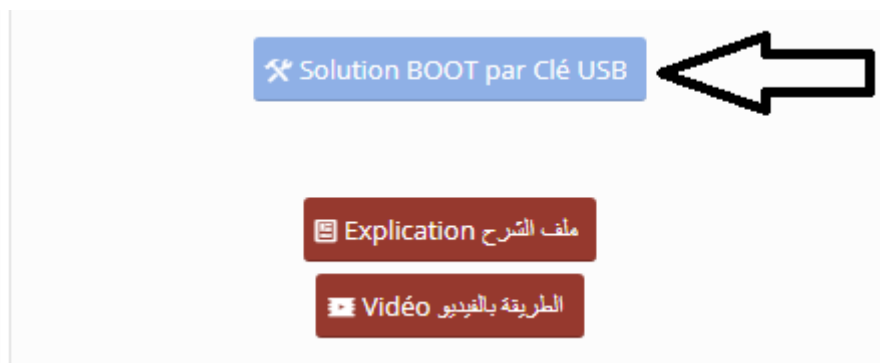 Solution BOOT par Clé USB
Explication ملف الشرح
Vidéo الطريقة بالفيديو